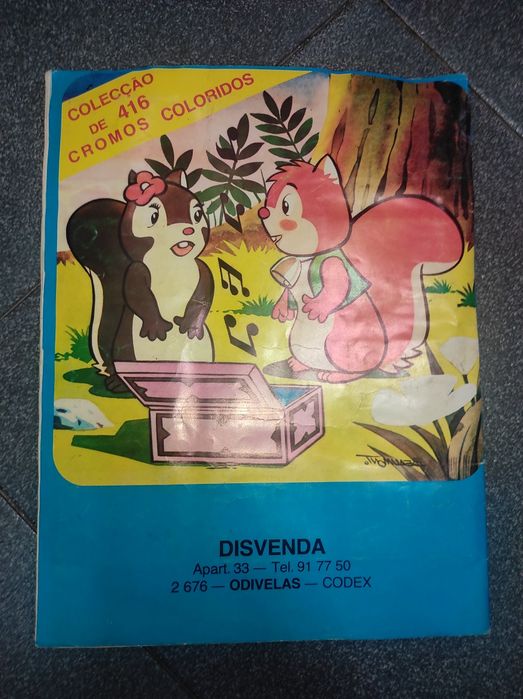 COLECÇÃO
DE 416
CROMOS COLORIDOS
DISVENDA
Apart. 33 — Tel. 91 77 50
2 676 — ODIVELAS — CODEX